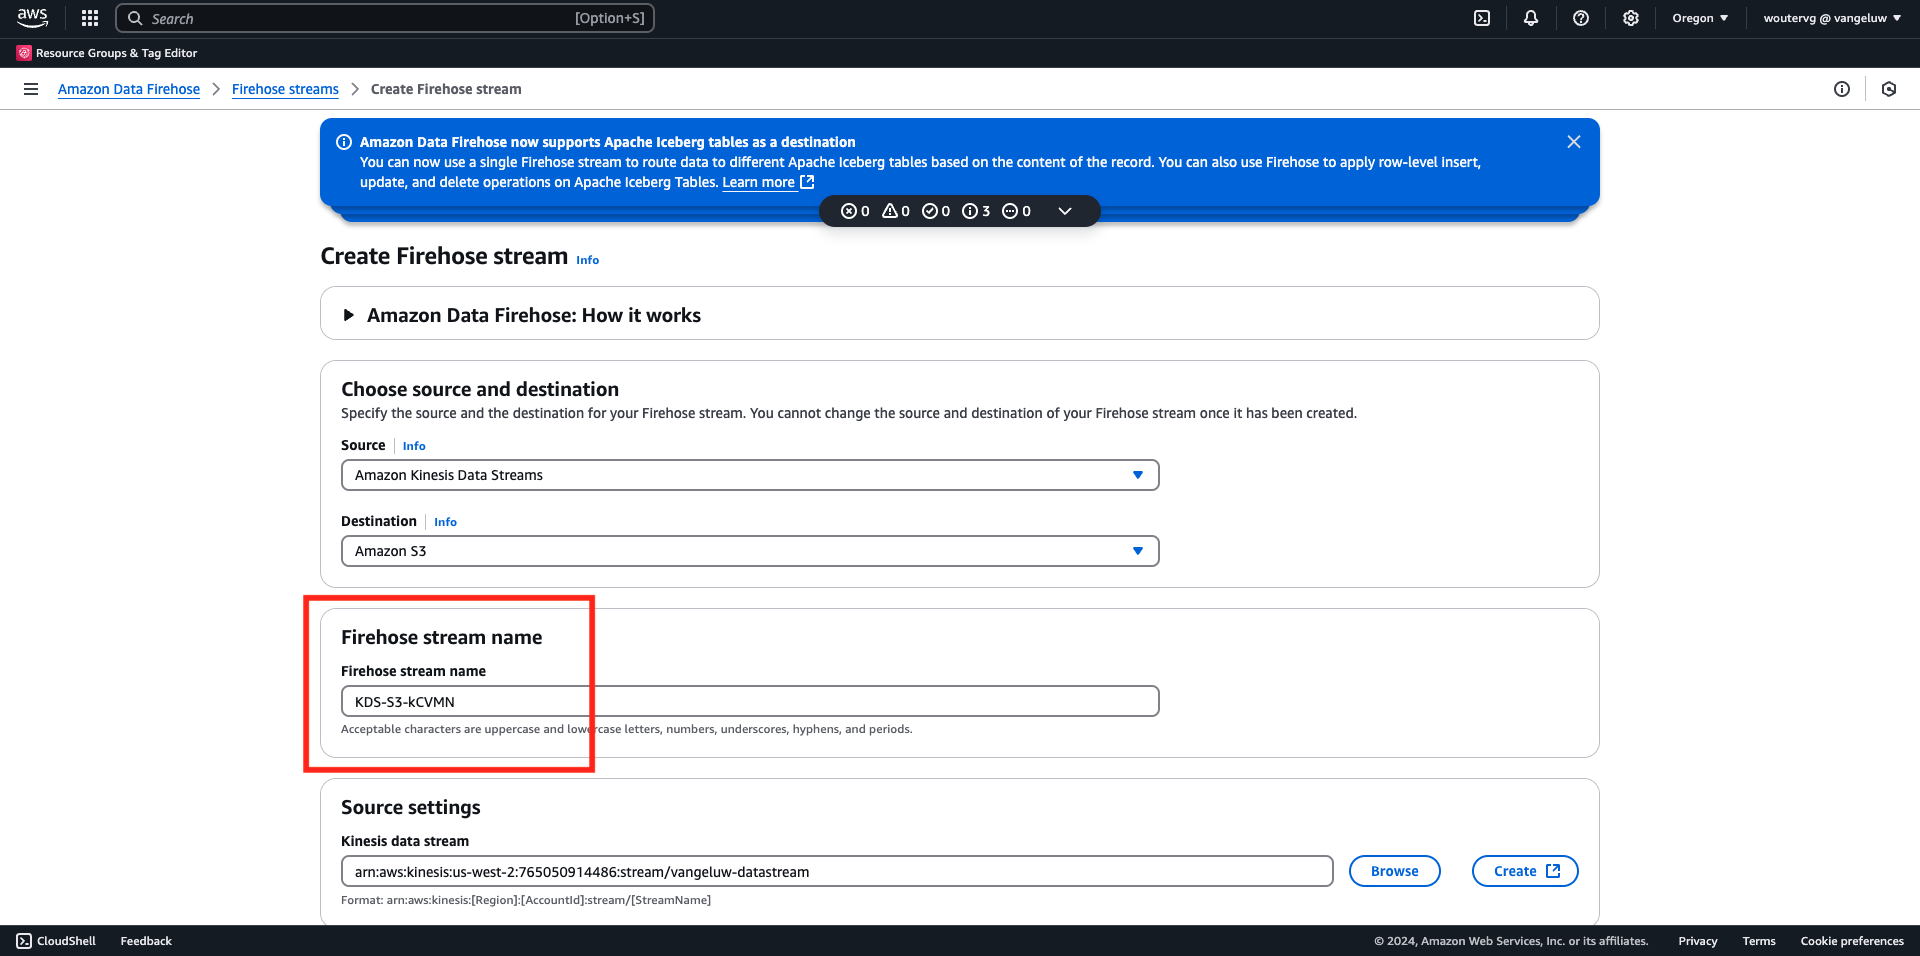 aws
Search
[Option+S]
Oregon
woutervg @ vangeluw
Resource Groups & Tag Editor
Amazon Data Firehose
Firehose streams
Create Firehose stream
Amazon Data Firehose now supports Apache Iceberg tables as a destination
You can now use a single Firehose stream to route data to different Apache Iceberg tables based on the content of the record. You can also use Firehose to apply row-level insert,
update, and delete operations on Apache Iceberg Tables. Learn more
0 0 0 3 0
Create Firehose stream Info
Amazon Data Firehose: How it works
Choose source and destination
Specify the source and the destination for your Firehose stream. You cannot change the source and destination of your Firehose stream once it has been created.
Source Info
Amazon Kinesis Data Streams
Destination Info
Amazon S3
Firehose stream name
Firehose stream name
KDS-S3-kCVMN
Acceptable characters are uppercase and lowercase letters, numbers, underscores, hyphens, and periods.
Source settings
Kinesis data stream
arn:aws:kinesis:us-west-2:765050914486:stream/vangeluw-datastream
Browse
Create
Format: arn:aws:kinesis:[Region]:[AccountId]:stream/[StreamName]
CloudShell
Feedback
© 2024, Amazon Web Services, Inc. or its affiliates.
Privacy
Terms
Cookie preferences